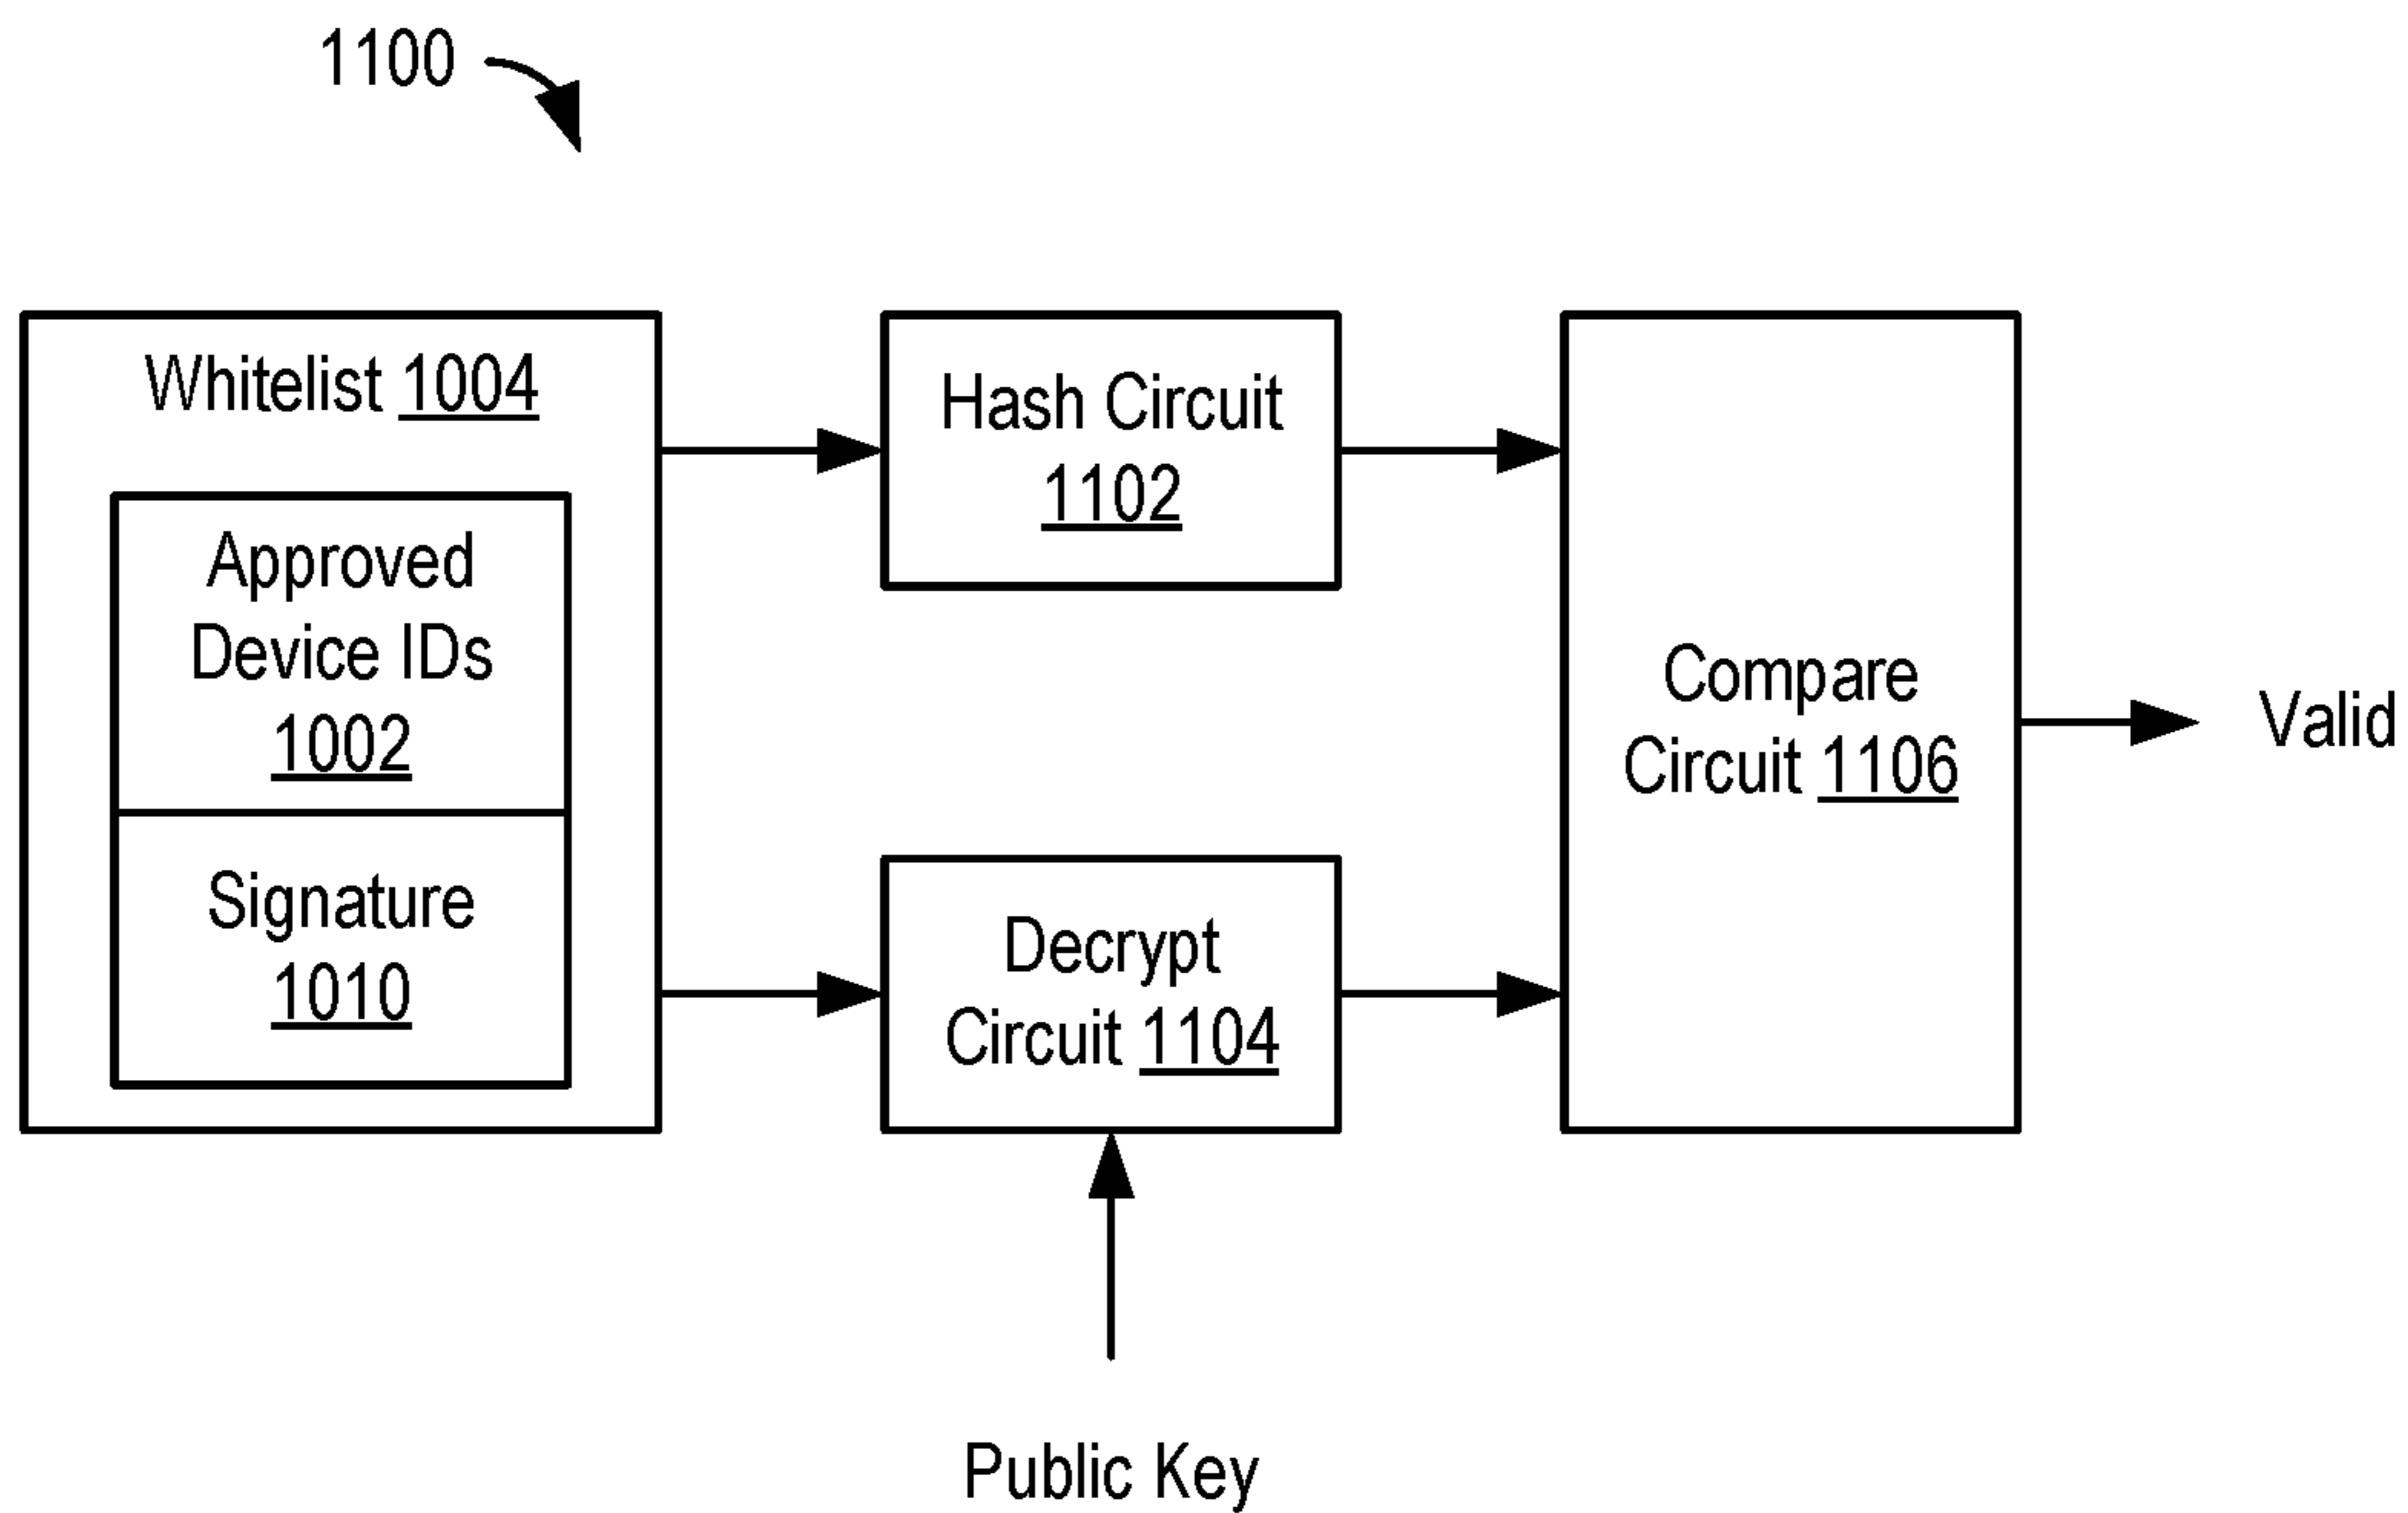 1100
Whitelist 1004
Approved
Device IDs
1002
Signature
1010
Hash Circuit
1102
Decrypt
Circuit 1104
Public Key
Compare
Circuit 1106
Valid